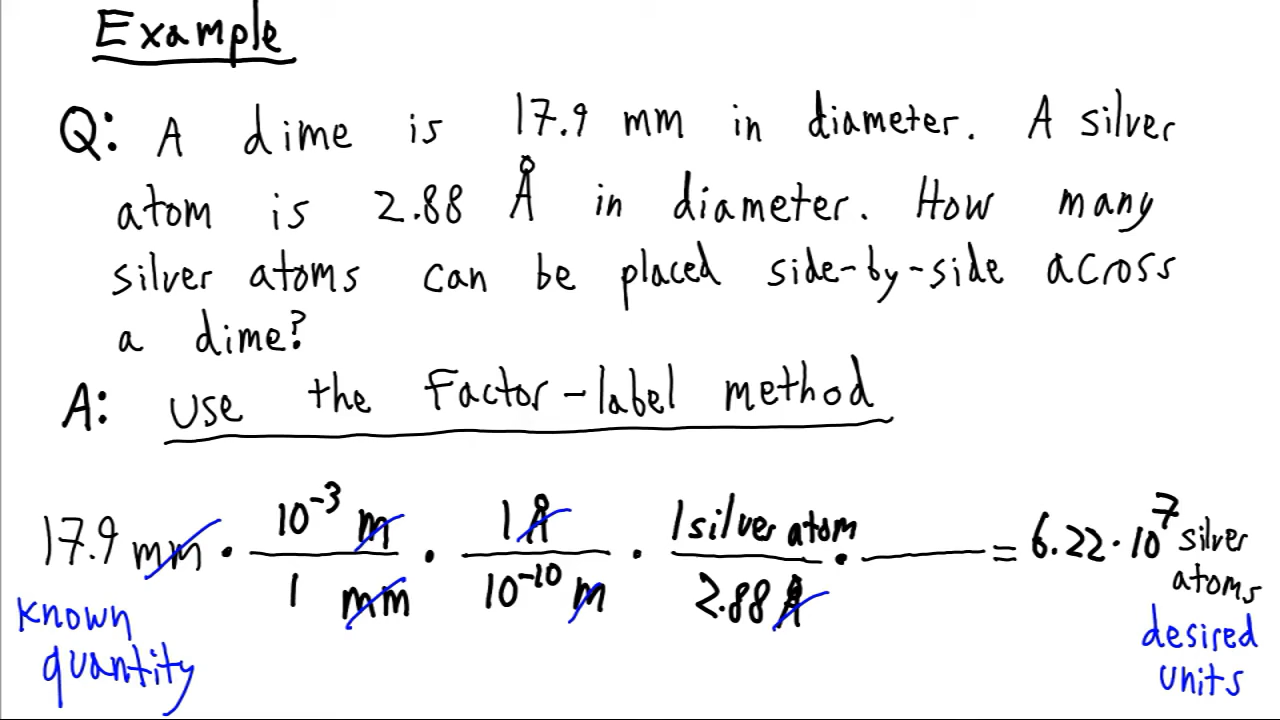 Example
Q: A dime is 17.9 mm in diameter. A silver
atom is 2.88 Å in diameter. How many
silver atoms can be placed side-by-side across
a dime?
A: Use the Factor-label method
17.9 mm · 10⁻³ m / 1 mm · 1 Å / 10⁻¹⁰ m · 1 silver atom / 2.88 Å · ____ = 6.22 · 10⁷ silver atoms
known quantity
desired units